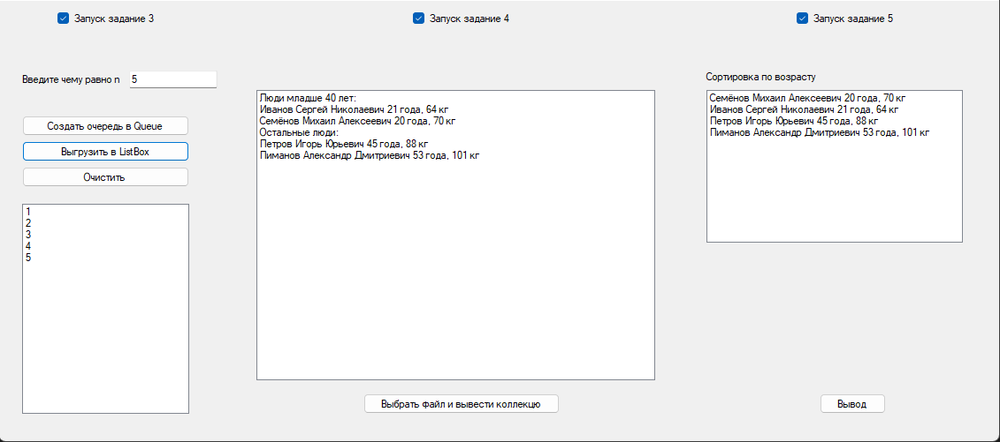 Запуск задание 3
Запуск задание 4
Запуск задание 5
Введите чему равно n 5
Создать очередь в Queue
Выгрузить в ListBox
Очистить
1
2
3
4
5
Люди младше 40 лет:
Иванов Сергей Николаевич 21 года, 64 кг
Семёнов Михаил Алексеевич 20 года, 70 кг
Остальные люди:
Петров Игорь Юрьевич 45 года, 88 кг
Пиманов Александр Дмитриевич 53 года, 101 кг
Выбрать файл и вывести коллекцю
Сортировка по возрасту
Семёнов Михаил Алексеевич 20 года, 70 кг
Иванов Сергей Николаевич 21 года, 64 кг
Петров Игорь Юрьевич 45 года, 88 кг
Пиманов Александр Дмитриевич 53 года, 101 кг
Вывод